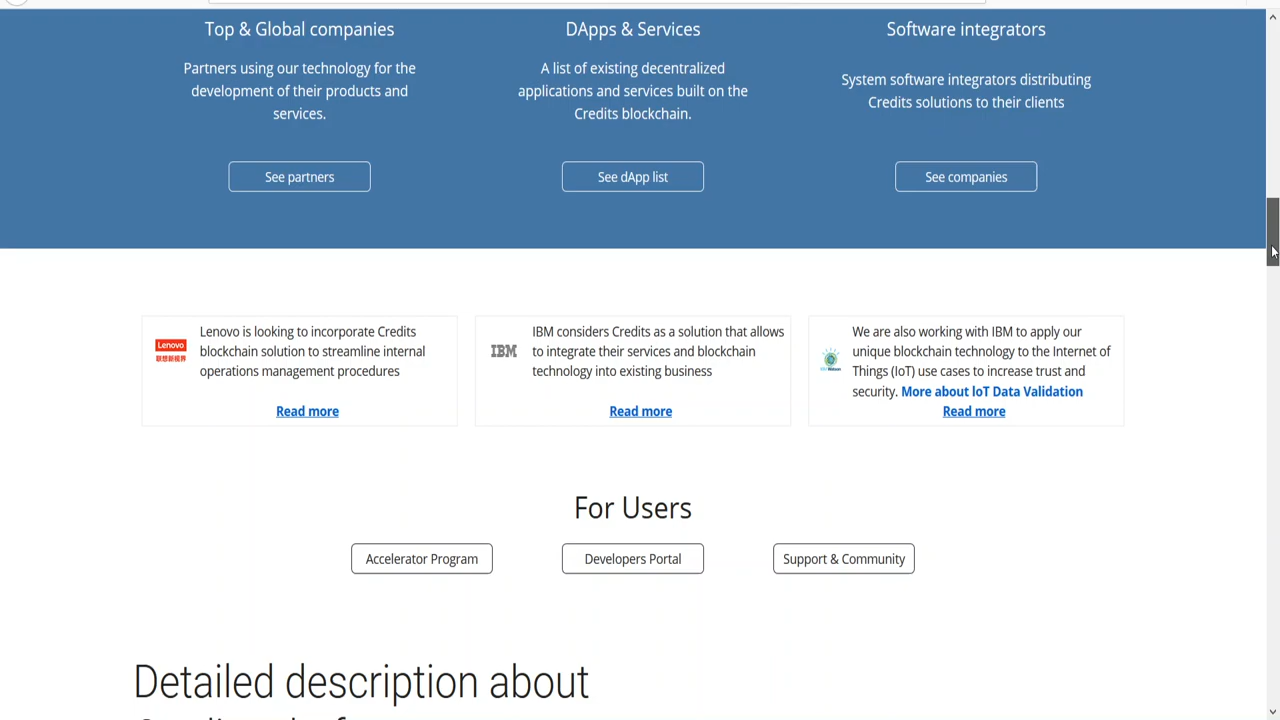 Top & Global companies
Partners using our technology for the
development of their products and
services.
See partners
DApps & Services
A list of existing decentralized
applications and services built on the
Credits blockchain.
See dApp list
Software integrators
System software integrators distributing
Credits solutions to their clients
See companies
Lenovo
联想新视界
Lenovo is looking to incorporate Credits
blockchain solution to streamline internal
operations management procedures
Read more
IBM
IBM considers Credits as a solution that allows
to integrate their services and blockchain
technology into existing business
Read more
We are also working with IBM to apply our
unique blockchain technology to the Internet of
Things (IoT) use cases to increase trust and
security. More about IoT Data Validation
Read more
For Users
Accelerator Program
Developers Portal
Support & Community
Detailed description about